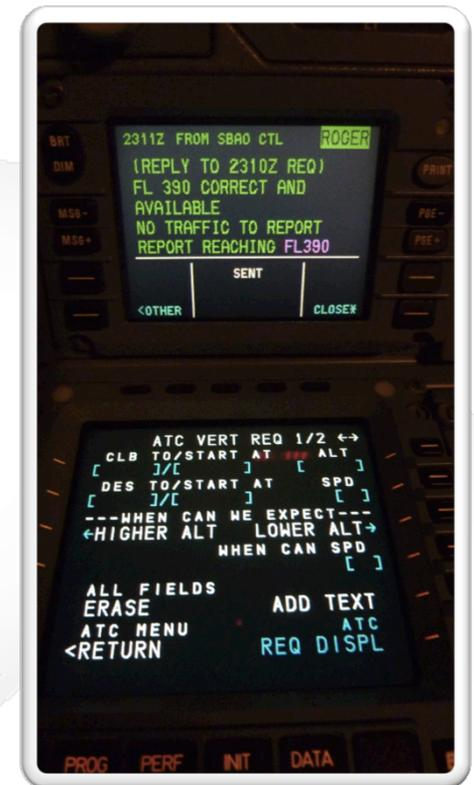 BRT
DIM
MSG-
MSG+
PRINT
PGE-
PGE+
2311Z FROM SBAO CTL ROGER
(REPLY TO 2310Z REQ)
FL 390 CORRECT AND
AVAILABLE
NO TRAFFIC TO REPORT
REPORT REACHING FL390
SENT
<OTHER CLOSE*
ATC VERT REQ 1/2 ↔
CLB TO/START AT ALT
[ ]/[ ] [ ]
DES TO/START AT SPD
[ ]/[ ] [ ]
---WHEN CAN WE EXPECT---
←HIGHER ALT LOWER ALT→
WHEN CAN SPD
[ ]
ALL FIELDS
ERASE ADD TEXT
ATC MENU ATC
<RETURN REQ DISPL
PROG PERF INIT DATA